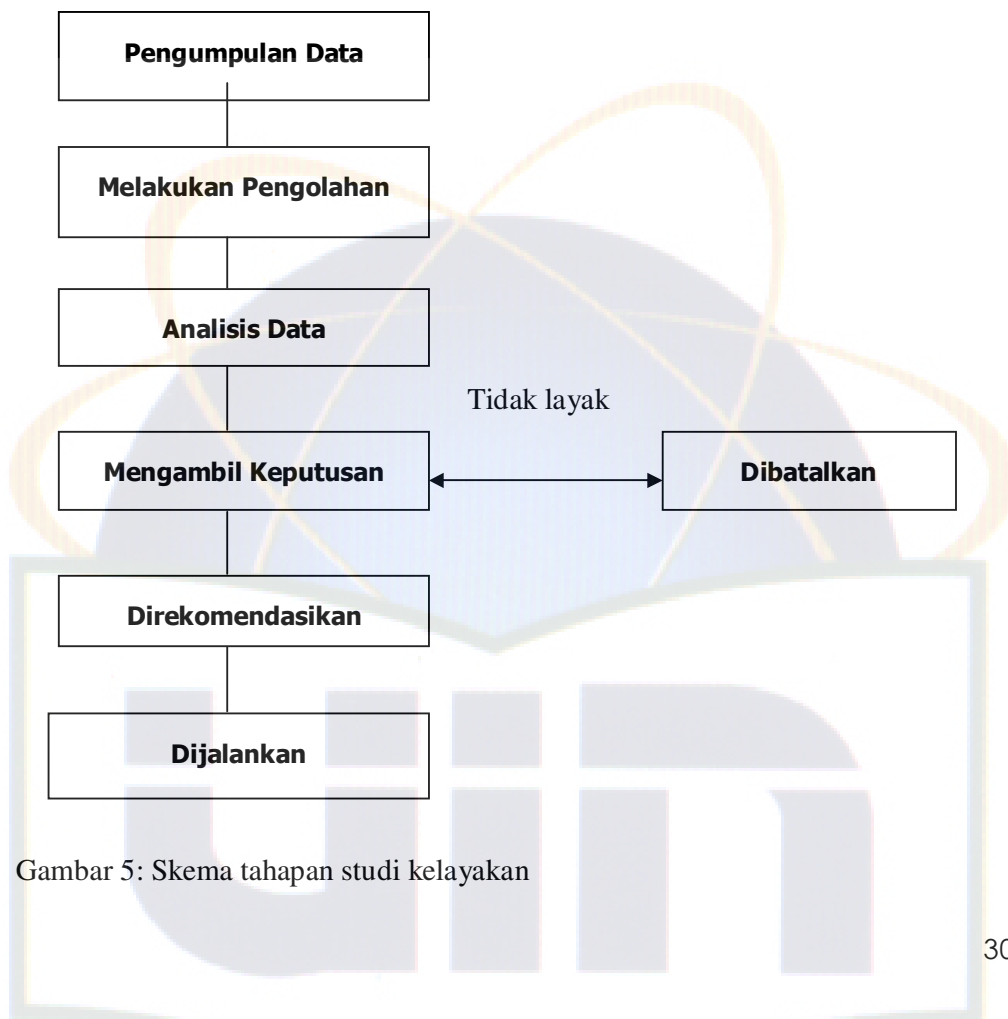 Pengumpulan Data
Melakukan Pengolahan
Analisis Data
Tidak layak
Mengambil Keputusan
Dibatalkan
Direkomendasikan
Dijalankan
Gambar 5: Skema tahapan studi kelayakan
30
uin